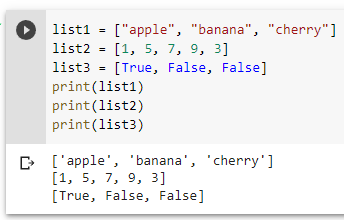 list1 = ["apple", "banana", "cherry"]
list2 = [1, 5, 7, 9, 3]
list3 = [True, False, False]
print(list1)
print(list2)
print(list3)
['apple', 'banana', 'cherry']
[1, 5, 7, 9, 3]
[True, False, False]